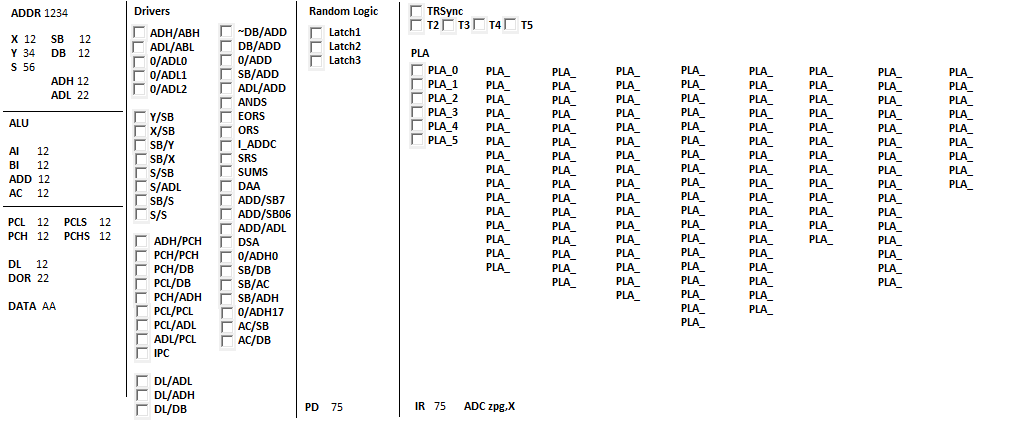 ADDR 1234
X 12 SB 12
Y 34 DB 12
S 56
ADH 12
ADL 22
ALU
AI 12
BI 12
ADD 12
AC 12
PCL 12 PCLS 12
PCH 12 PCHS 12
DL 12
DOR 22
DATA AA
Drivers
ADH/ABH
ADL/ABL
0/ADL0
0/ADL1
0/ADL2
Y/SB
X/SB
SB/Y
SB/X
S/SB
S/ADL
SB/S
S/S
ADH/PCH
PCH/PCH
PCH/DB
PCL/DB
PCH/ADH
PCL/PCL
PCL/ADL
ADL/PCL
IPC
DL/ADL
DL/ADH
DL/DB
~DB/ADD
DB/ADD
0/ADD
SB/ADD
ADL/ADD
ANDS
EORS
ORS
I_ADDC
SRS
SUMS
DAA
ADD/SB7
ADD/SB06
ADD/ADL
DSA
0/ADH0
SB/DB
SB/AC
SB/ADH
0/ADH17
AC/SB
AC/DB
Random Logic
Latch1
Latch2
Latch3
PD 75
TRSync
T2 T3 T4 T5
PLA
PLA_0 PLA_ PLA_ PLA_ PLA_ PLA_ PLA_ PLA_ PLA_
PLA_1 PLA_ PLA_ PLA_ PLA_ PLA_ PLA_ PLA_ PLA_
PLA_2 PLA_ PLA_ PLA_ PLA_ PLA_ PLA_ PLA_ PLA_
PLA_3 PLA_ PLA_ PLA_ PLA_ PLA_ PLA_ PLA_ PLA_
PLA_4 PLA_ PLA_ PLA_ PLA_ PLA_ PLA_ PLA_ PLA_
PLA_5 PLA_ PLA_ PLA_ PLA_ PLA_ PLA_ PLA_ PLA_
PLA_ PLA_ PLA_ PLA_ PLA_ PLA_ PLA_ PLA_
PLA_ PLA_ PLA_ PLA_ PLA_ PLA_ PLA_ PLA_
PLA_ PLA_ PLA_ PLA_ PLA_ PLA_ PLA_ PLA_
PLA_ PLA_ PLA_ PLA_ PLA_ PLA_ PLA_
PLA_ PLA_ PLA_ PLA_ PLA_ PLA_ PLA_
PLA_ PLA_ PLA_ PLA_ PLA_ PLA_ PLA_
PLA_ PLA_ PLA_ PLA_ PLA_ PLA_ PLA_
PLA_ PLA_ PLA_ PLA_ PLA_ PLA_
PLA_ PLA_ PLA_ PLA_ PLA_ PLA_
PLA_ PLA_ PLA_ PLA_ PLA_
PLA_ PLA_ PLA_
PLA_ PLA_
PLA_
IR 75 ADC zpg,X